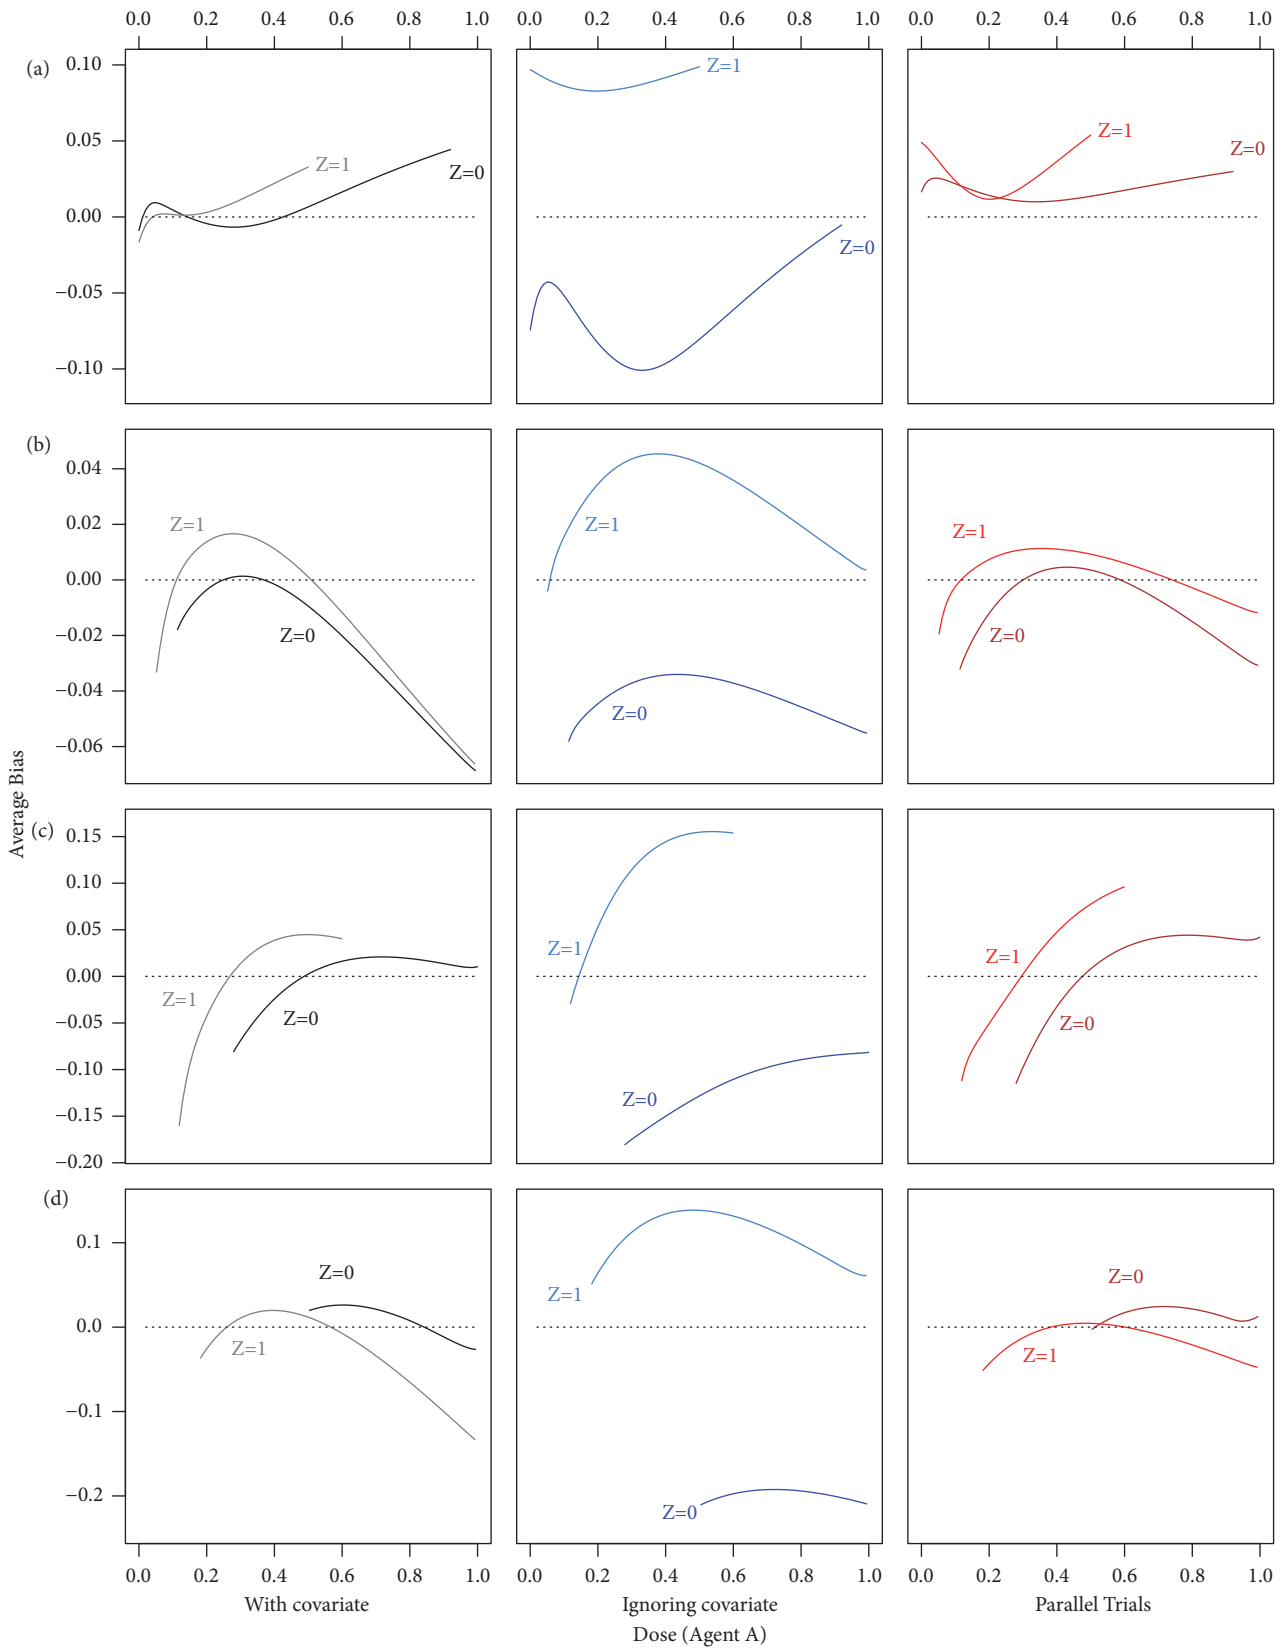 0.0 0.2 0.4 0.6 0.8 1.0 0.0 0.2 0.4 0.6 0.8 1.0 0.0 0.2 0.4 0.6 0.8 1.0
(a)
0.10
0.05
0.00
−0.05
−0.10
Z=1
Z=0
Z=1
Z=0
Z=1
Z=0
(b)
0.04
0.02
0.00
−0.02
−0.04
−0.06
Z=1
Z=0
Z=1
Z=0
Z=1
Z=0
Average Bias
(c)
0.15
0.10
0.05
0.00
−0.05
−0.10
−0.15
−0.20
Z=1
Z=0
Z=1
Z=0
Z=1
Z=0
(d)
0.1
0.0
−0.1
−0.2
Z=0
Z=1
Z=1
Z=0
Z=0
Z=1
0.0 0.2 0.4 0.6 0.8 1.0 0.0 0.2 0.4 0.6 0.8 1.0 0.0 0.2 0.4 0.6 0.8 1.0
With covariate Ignoring covariate Parallel Trials
Dose (Agent A)